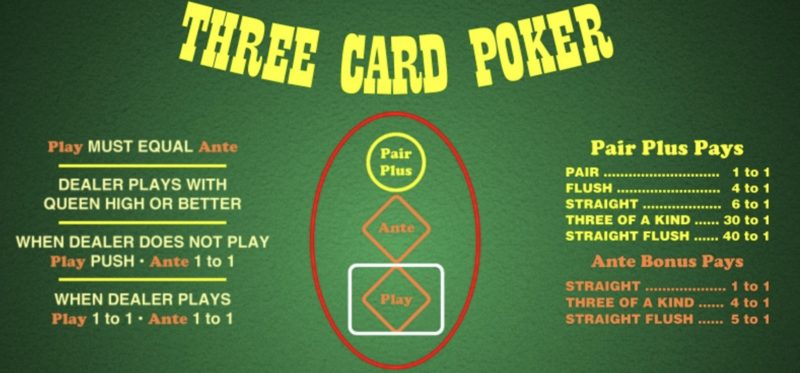 THREE CARD POKER
Play MUST EQUAL Ante
DEALER PLAYS WITH
QUEEN HIGH OR BETTER
WHEN DEALER DOES NOT PLAY
Play PUSH • Ante 1 to 1
WHEN DEALER PLAYS
Play 1 to 1 • Ante 1 to 1
Pair
Plus
Ante
Play
Pair Plus Pays
PAIR ............................ 1 to 1
FLUSH ......................... 4 to 1
STRAIGHT ................... 6 to 1
THREE OF A KIND ...... 30 to 1
STRAIGHT FLUSH ...... 40 to 1
Ante Bonus Pays
STRAIGHT ................... 1 to 1
THREE OF A KIND ...... 4 to 1
STRAIGHT FLUSH ...... 5 to 1